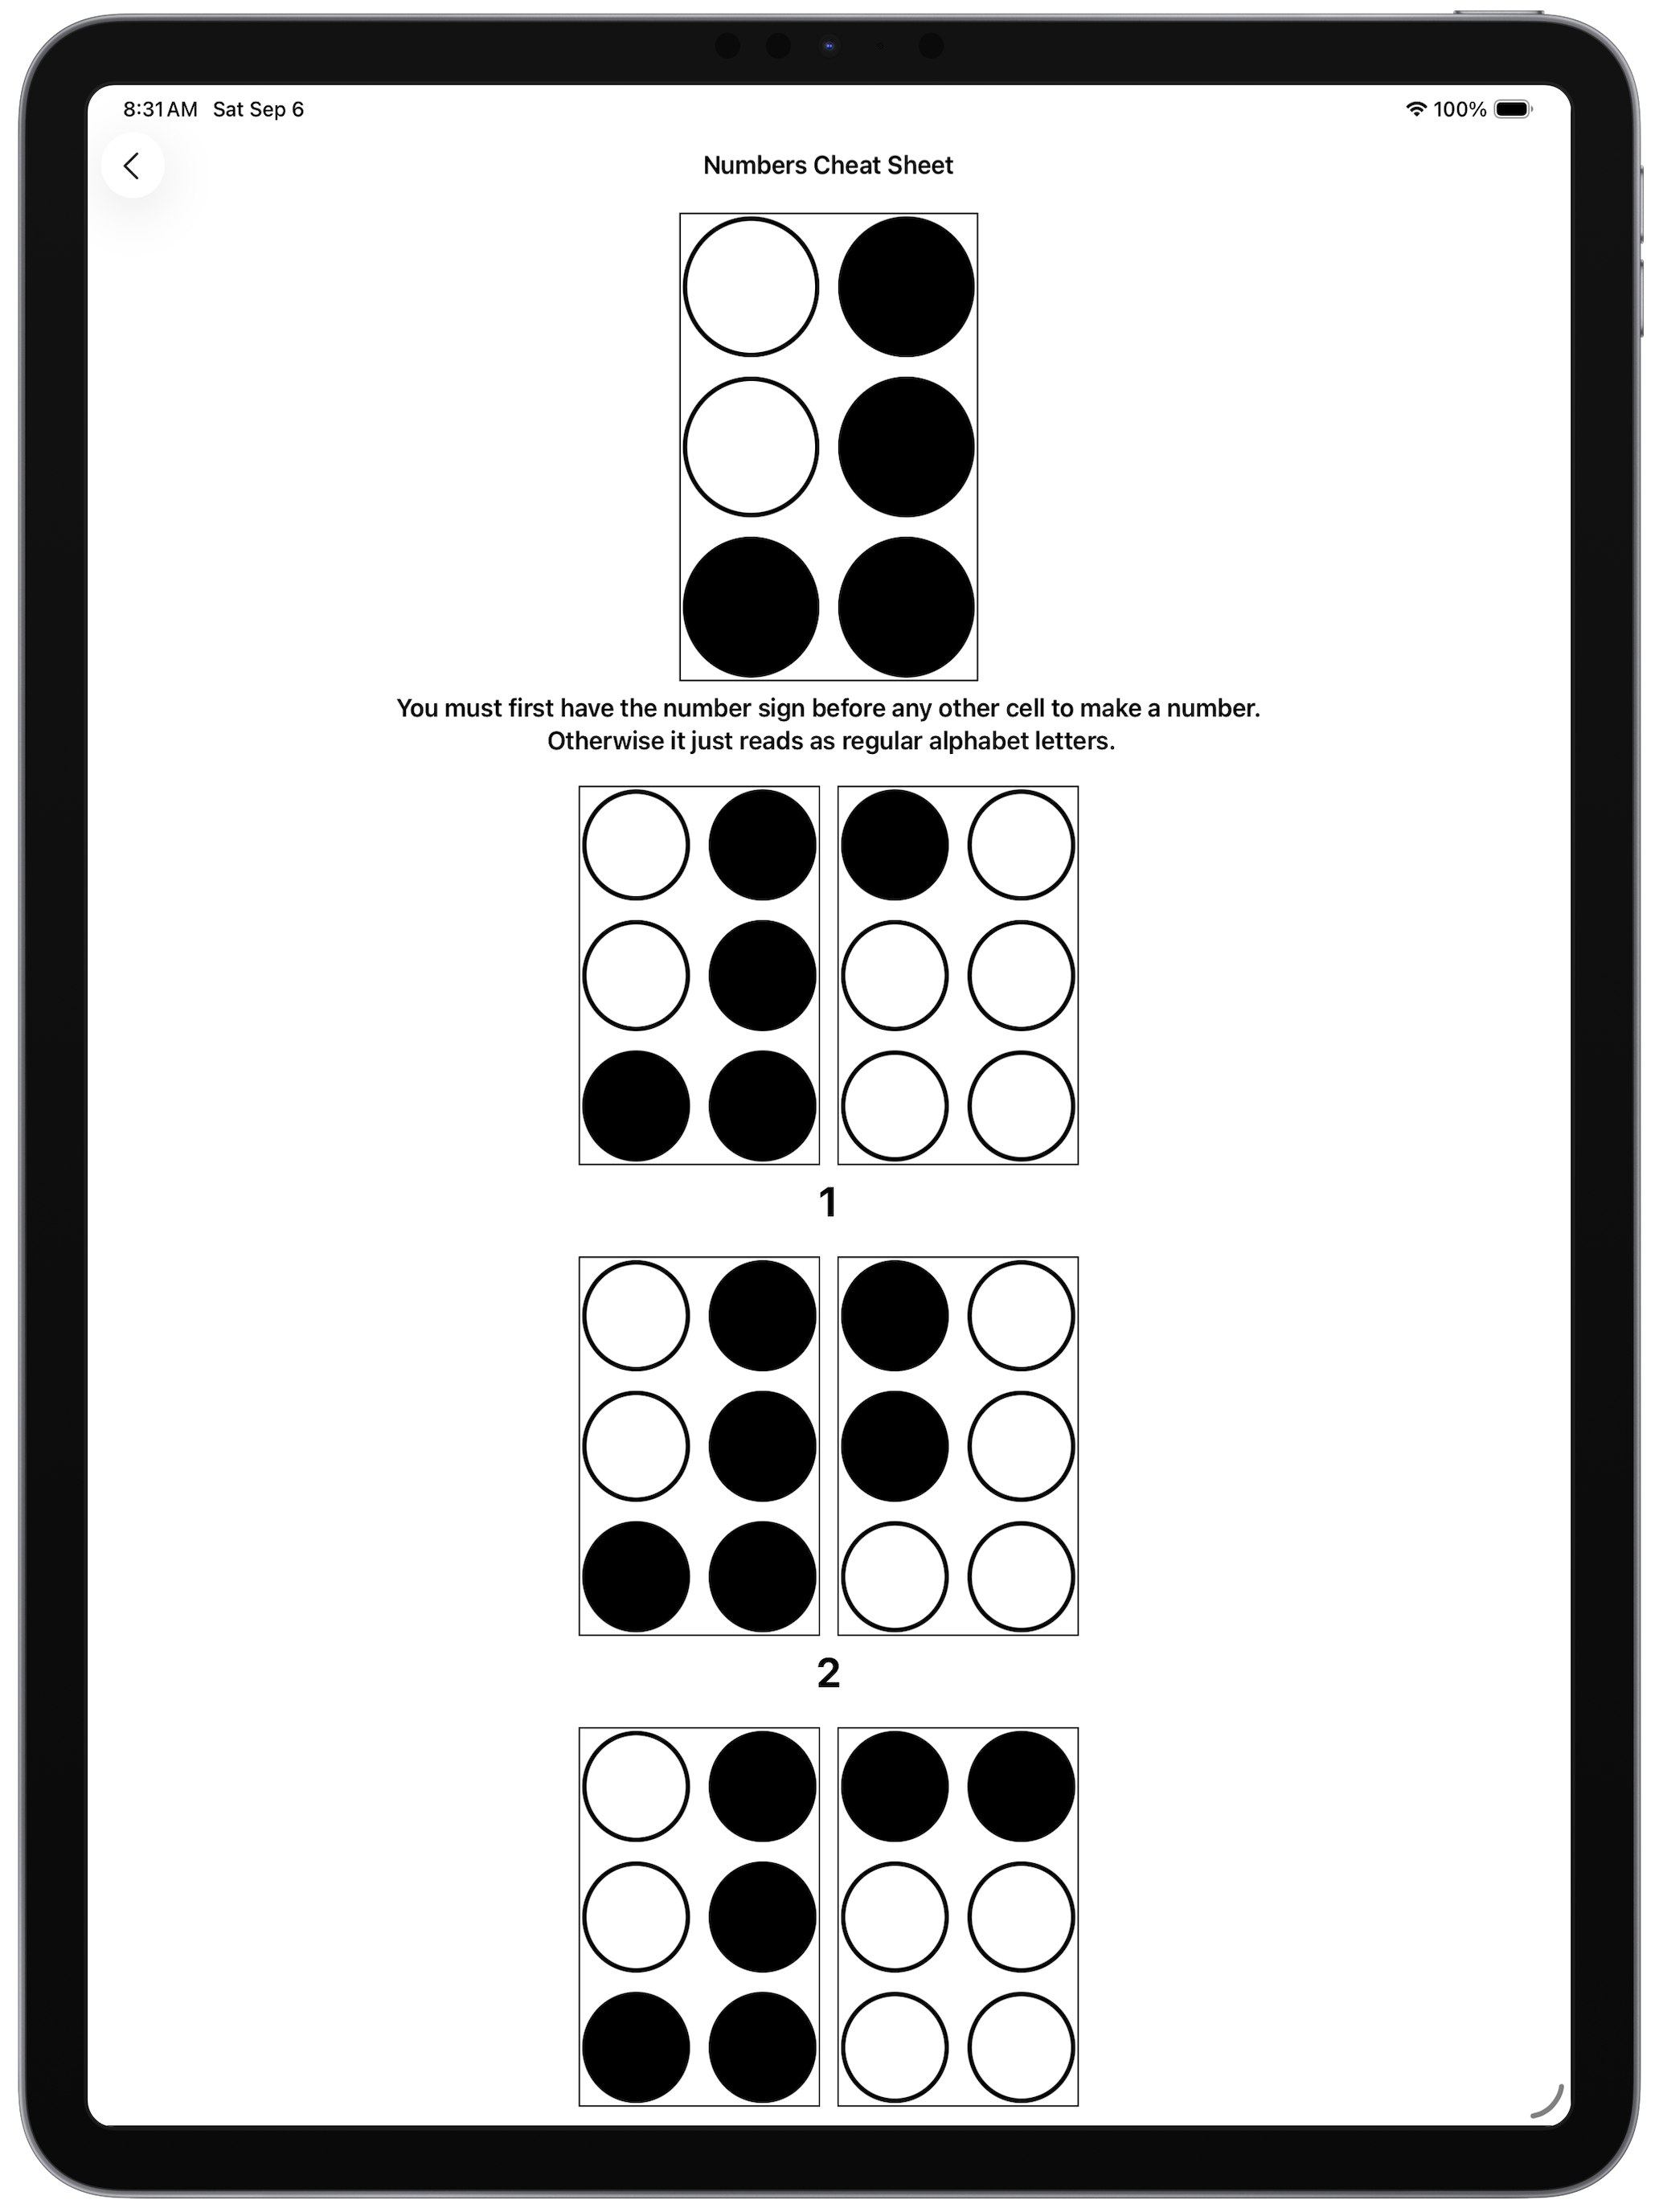 8:31 AM Sat Sep 6 100%
Numbers Cheat Sheet
You must first have the number sign before any other cell to make a number.
Otherwise it just reads as regular alphabet letters.
1
2